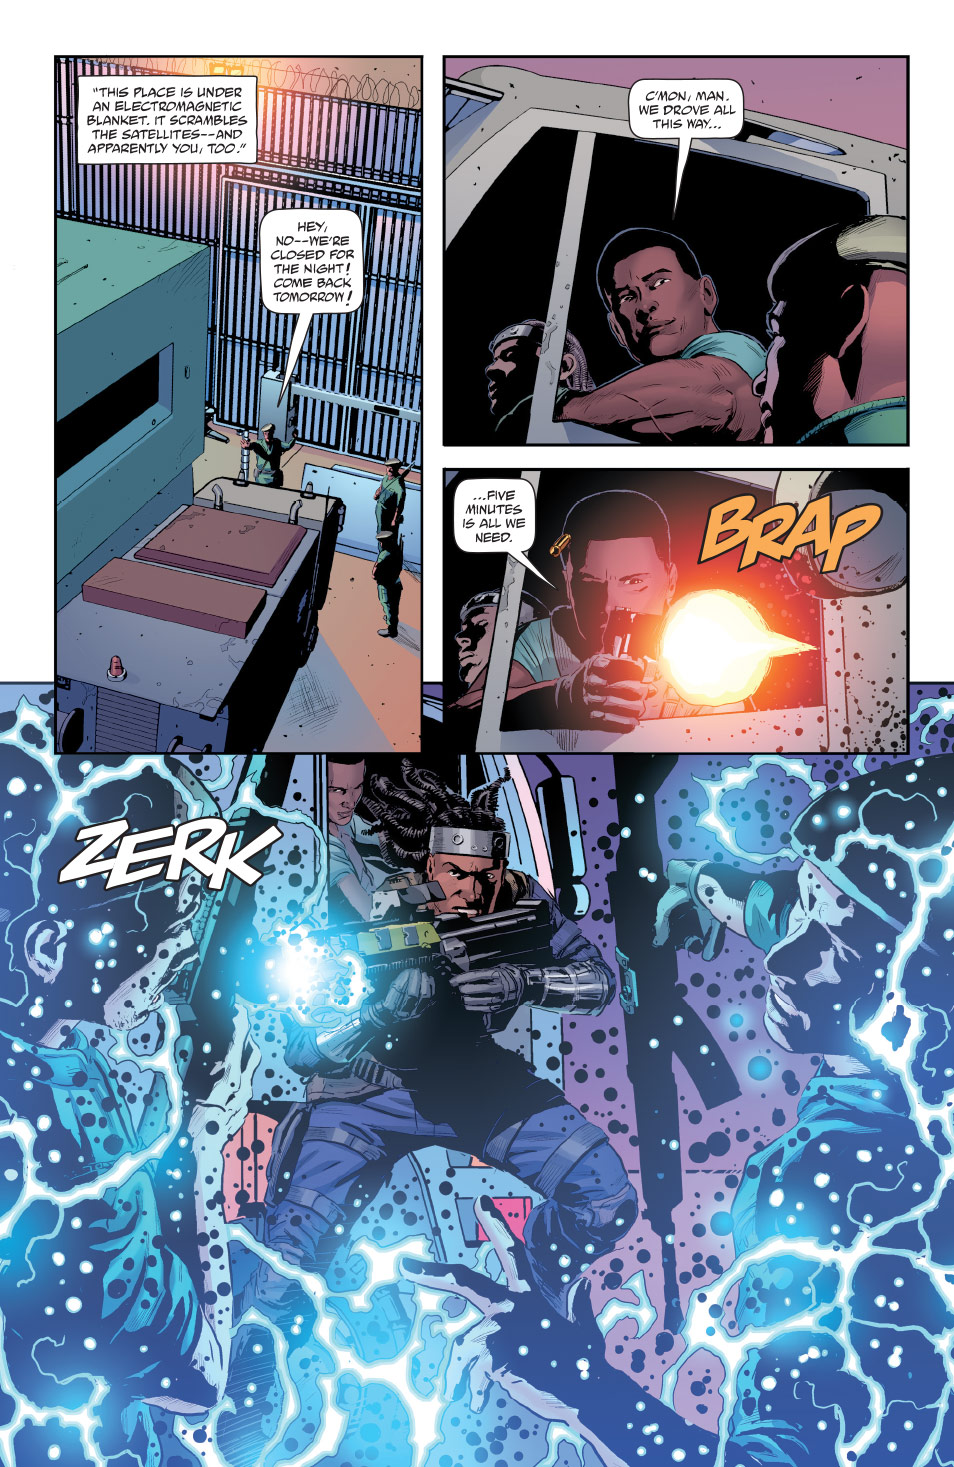 "THIS PLACE IS UNDER
AN ELECTROMAGNETIC
BLANKET. IT SCRAMBLES
THE SATELLITES--AND
APPARENTLY YOU, TOO."
HEY,
NO--WE'RE
CLOSED FOR
THE NIGHT!
COME BACK
TOMORROW!
C'MON, MAN.
WE DROVE ALL
THIS WAY...
...FIVE
MINUTES
IS ALL WE
NEED.
BRAP
ZERK